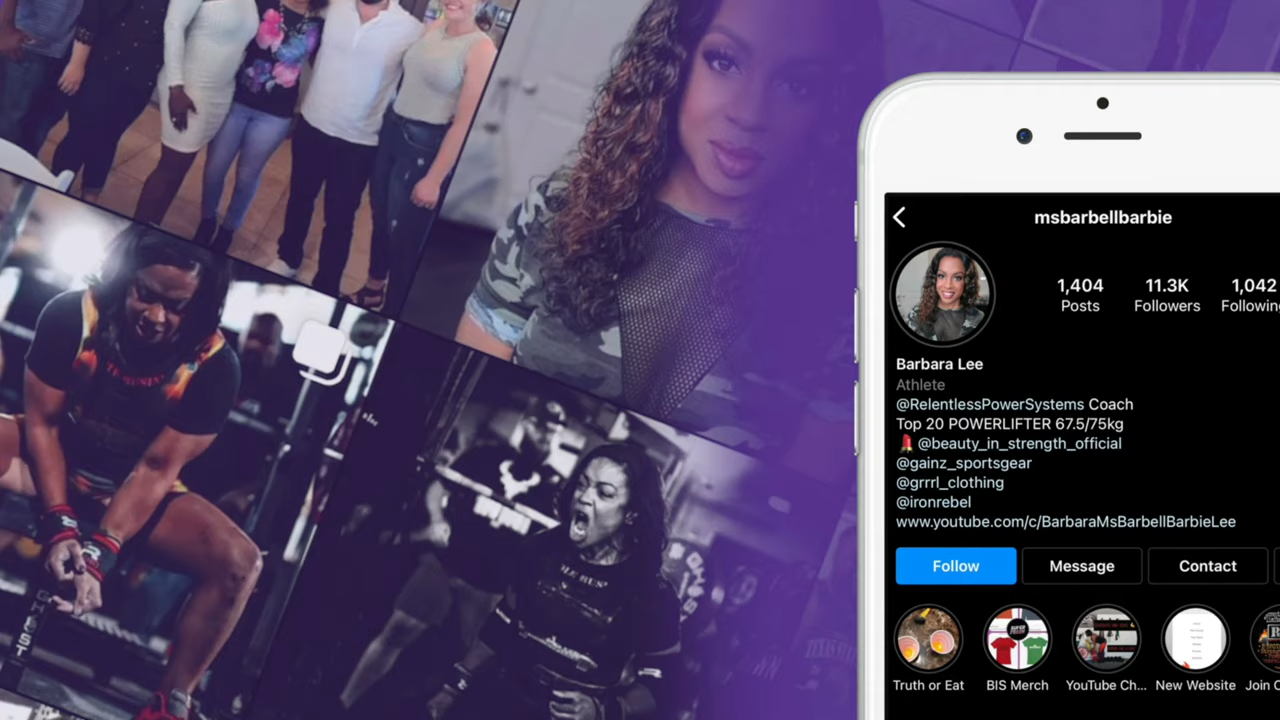 msbarbellbarbie
1,404
11.3K
1,042
Posts
Followers
Following
Barbara Lee
Athlete
@RelentlessPowerSystems Coach
Top 20 POWERLIFTER 67.5/75kg
💄 @beauty_in_strength_official
@gainz_sportsgear
@grrrl_clothing
@ironrebel
www.youtube.com/c/BarbaraMsBarbellBarbieLee
Follow
Message
Contact
Truth or Eat
BIS Merch
YouTube Ch...
New Website